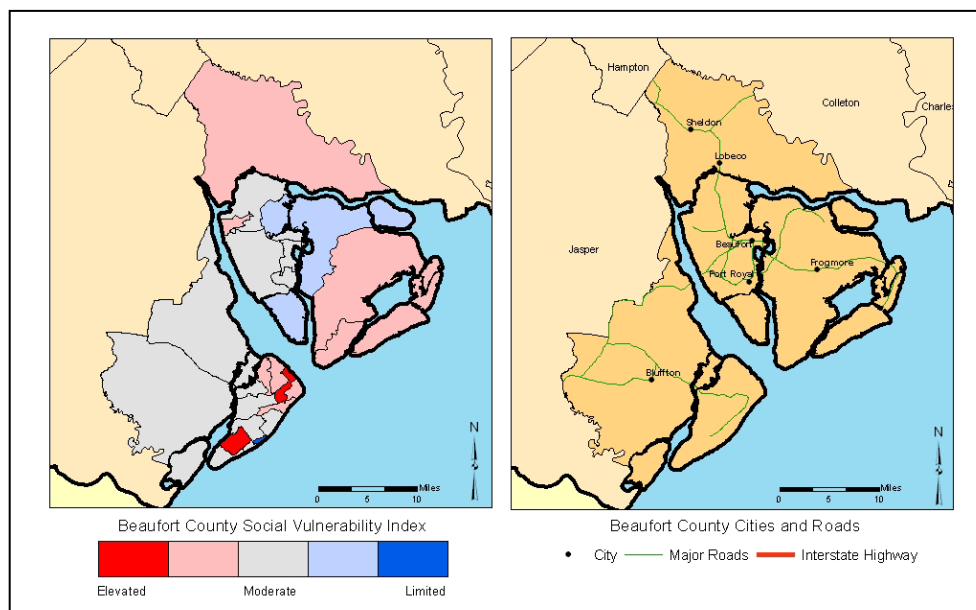 N
0 5 10 Miles
Beaufort County Social Vulnerability Index
Elevated Moderate Limited
Hampton
Colleton
Charles
Sheldon
Lobeco
Jasper
Beaufort
Frogmore
Port Royal
Bluffton
N
0 5 10 Miles
Beaufort County Cities and Roads
City Major Roads Interstate Highway